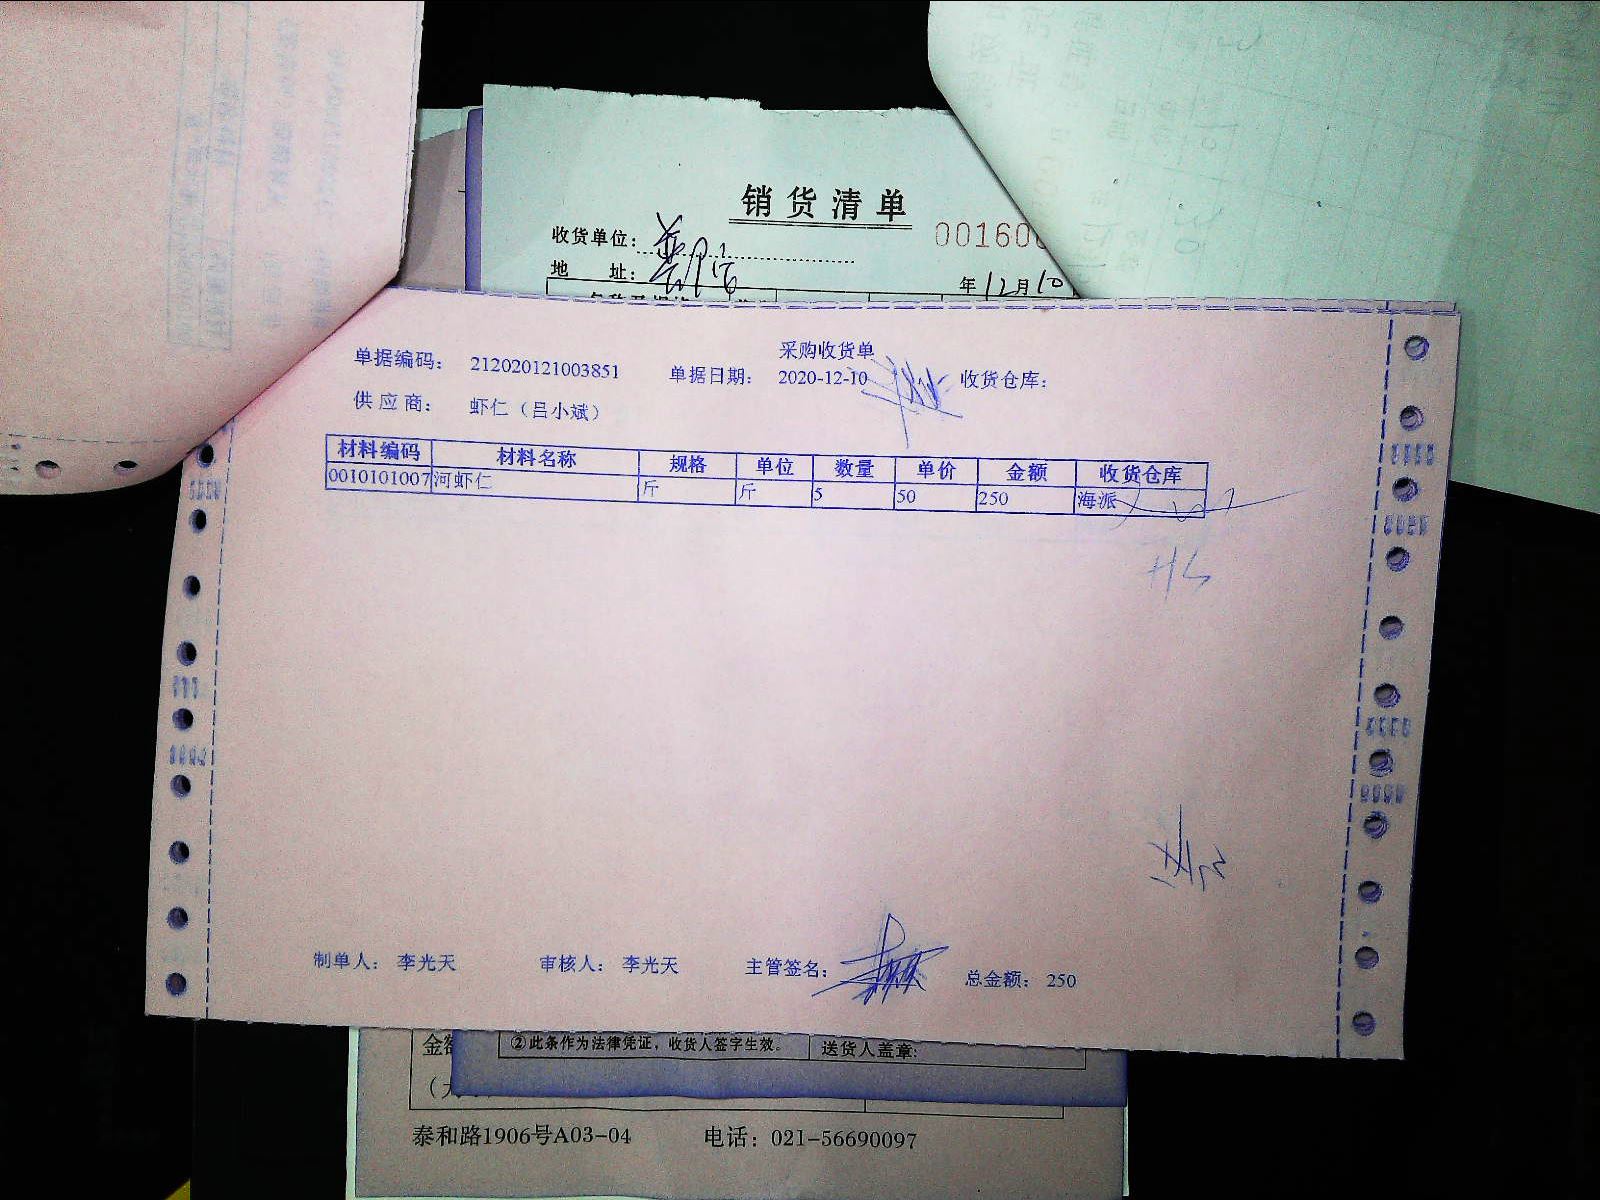 销货清单
收货单位：
001600
地 址：
年12月10
采购收货单
单据编码： 212020121003851 单据日期： 2020-12-10 收货仓库：
供应商： 虾仁（吕小斌）
材料编码 材料名称 规格 单位 数量 单价 金额 收货仓库
0010101007 河虾仁 斤 斤 5 50 250 海派
制单人： 李光天 审核人： 李光天 主管签名： 总金额： 250
②此条作为法律凭证，收货人签字生效。 送货人盖章：
泰和路1906号A03-04 电话：021-56690097